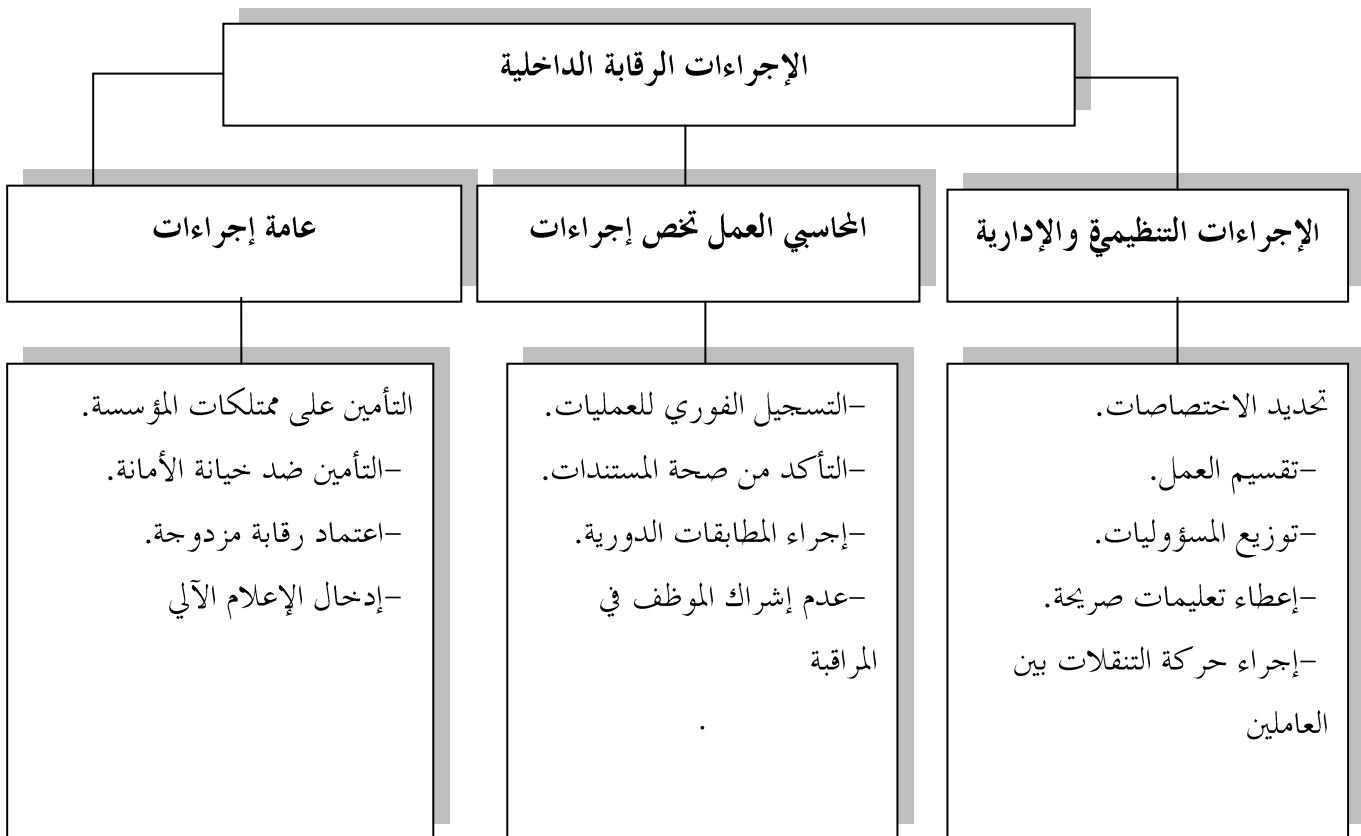 الإجراءات الرقابة الداخلية
الإجراءات التنظيمية والإدارية
المحاسبي العمل تخص إجراءات
عامة إجراءات
تحديد الاختصاصات.
-تقسيم العمل.
-توزيع المسؤوليات.
-إعطاء تعليمات صريحة.
-إجراء حركة التنقلات بين
العاملين
-التسجيل الفوري للعمليات.
-التأكد من صحة المستندات.
-إجراء المطابقات الدورية.
-عدم إشراك الموظف في
المراقبة
.
التأمين على ممتلكات المؤسسة.
-التأمين ضد خيانة الأمانة.
-اعتماد رقابة مزدوجة.
-إدخال الإعلام الآلي